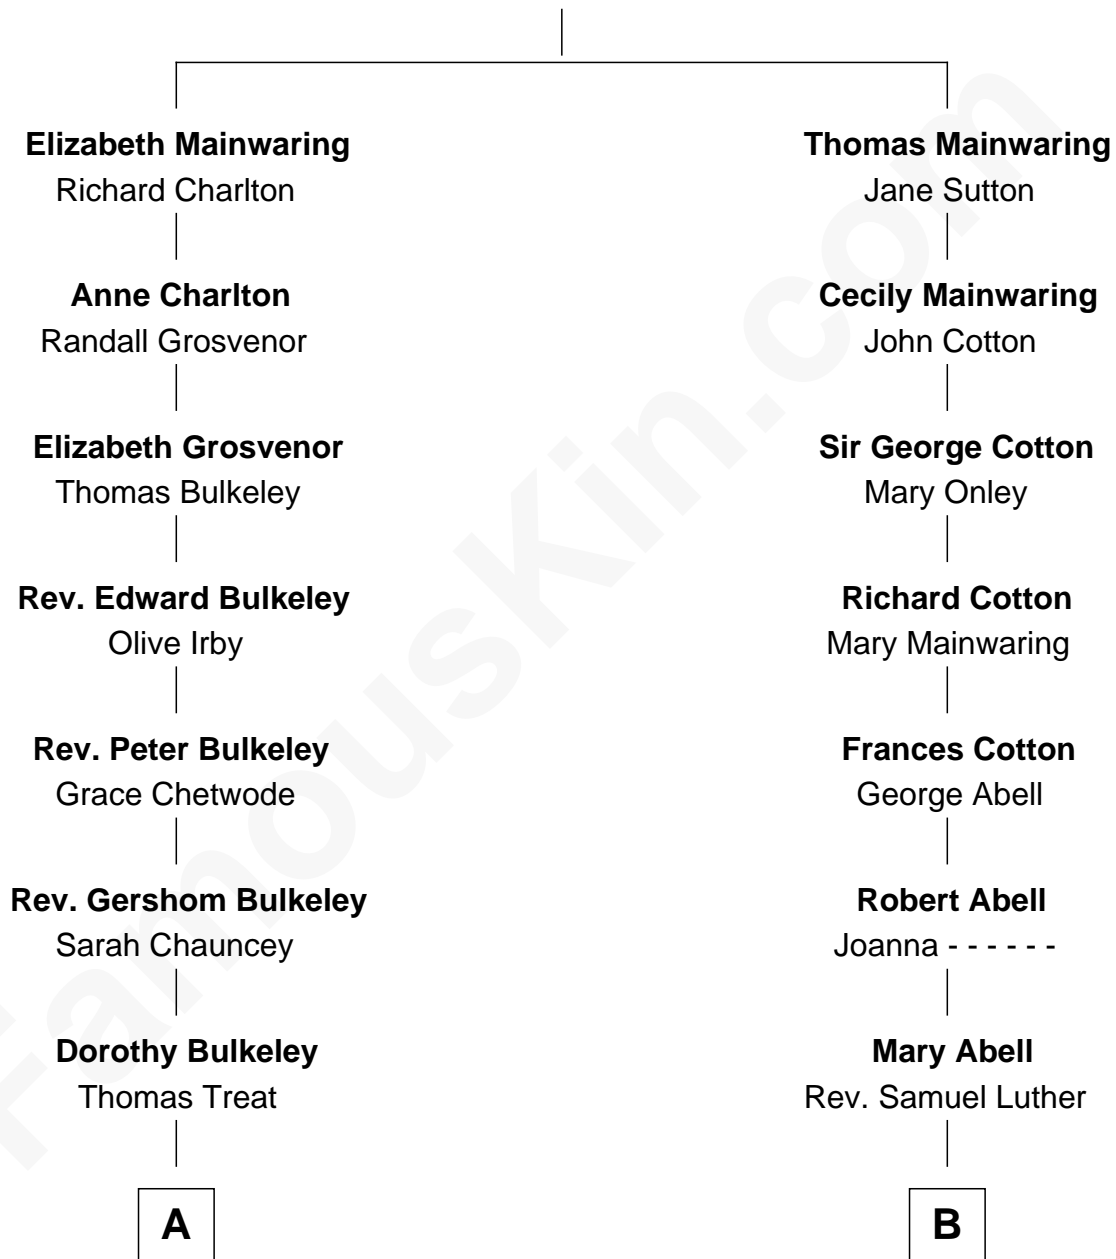 Elizabeth Mainwaring
Richard Charlton
Anne Charlton
Randall Grosvenor
Elizabeth Grosvenor
Thomas Bulkeley
Rev. Edward Bulkeley
Olive Irby
Rev. Peter Bulkeley
Grace Chetwode
Rev. Gershom Bulkeley
Sarah Chauncey
Dorothy Bulkeley
Thomas Treat
A
Thomas Mainwaring
Jane Sutton
Cecily Mainwaring
John Cotton
Sir George Cotton
Mary Onley
Richard Cotton
Mary Mainwaring
Frances Cotton
George Abell
Robert Abell
Joanna - - - - - -
Mary Abell
Rev. Samuel Luther
B
FamousKin.com